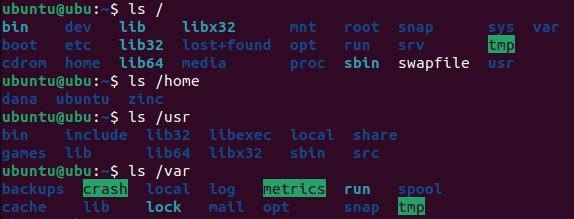 ubuntu@ubu:~$ ls /
bin dev lib libx32 mnt root snap sys var
boot etc lib32 lost+found opt run srv tmp
cdrom home lib64 media proc sbin swapfile usr
ubuntu@ubu:~$ ls /home
dana ubuntu zinc
ubuntu@ubu:~$ ls /usr
bin include lib32 libexec local share
games lib lib64 libx32 sbin src
ubuntu@ubu:~$ ls /var
backups crash local log metrics run spool
cache lib lock mail opt snap tmp